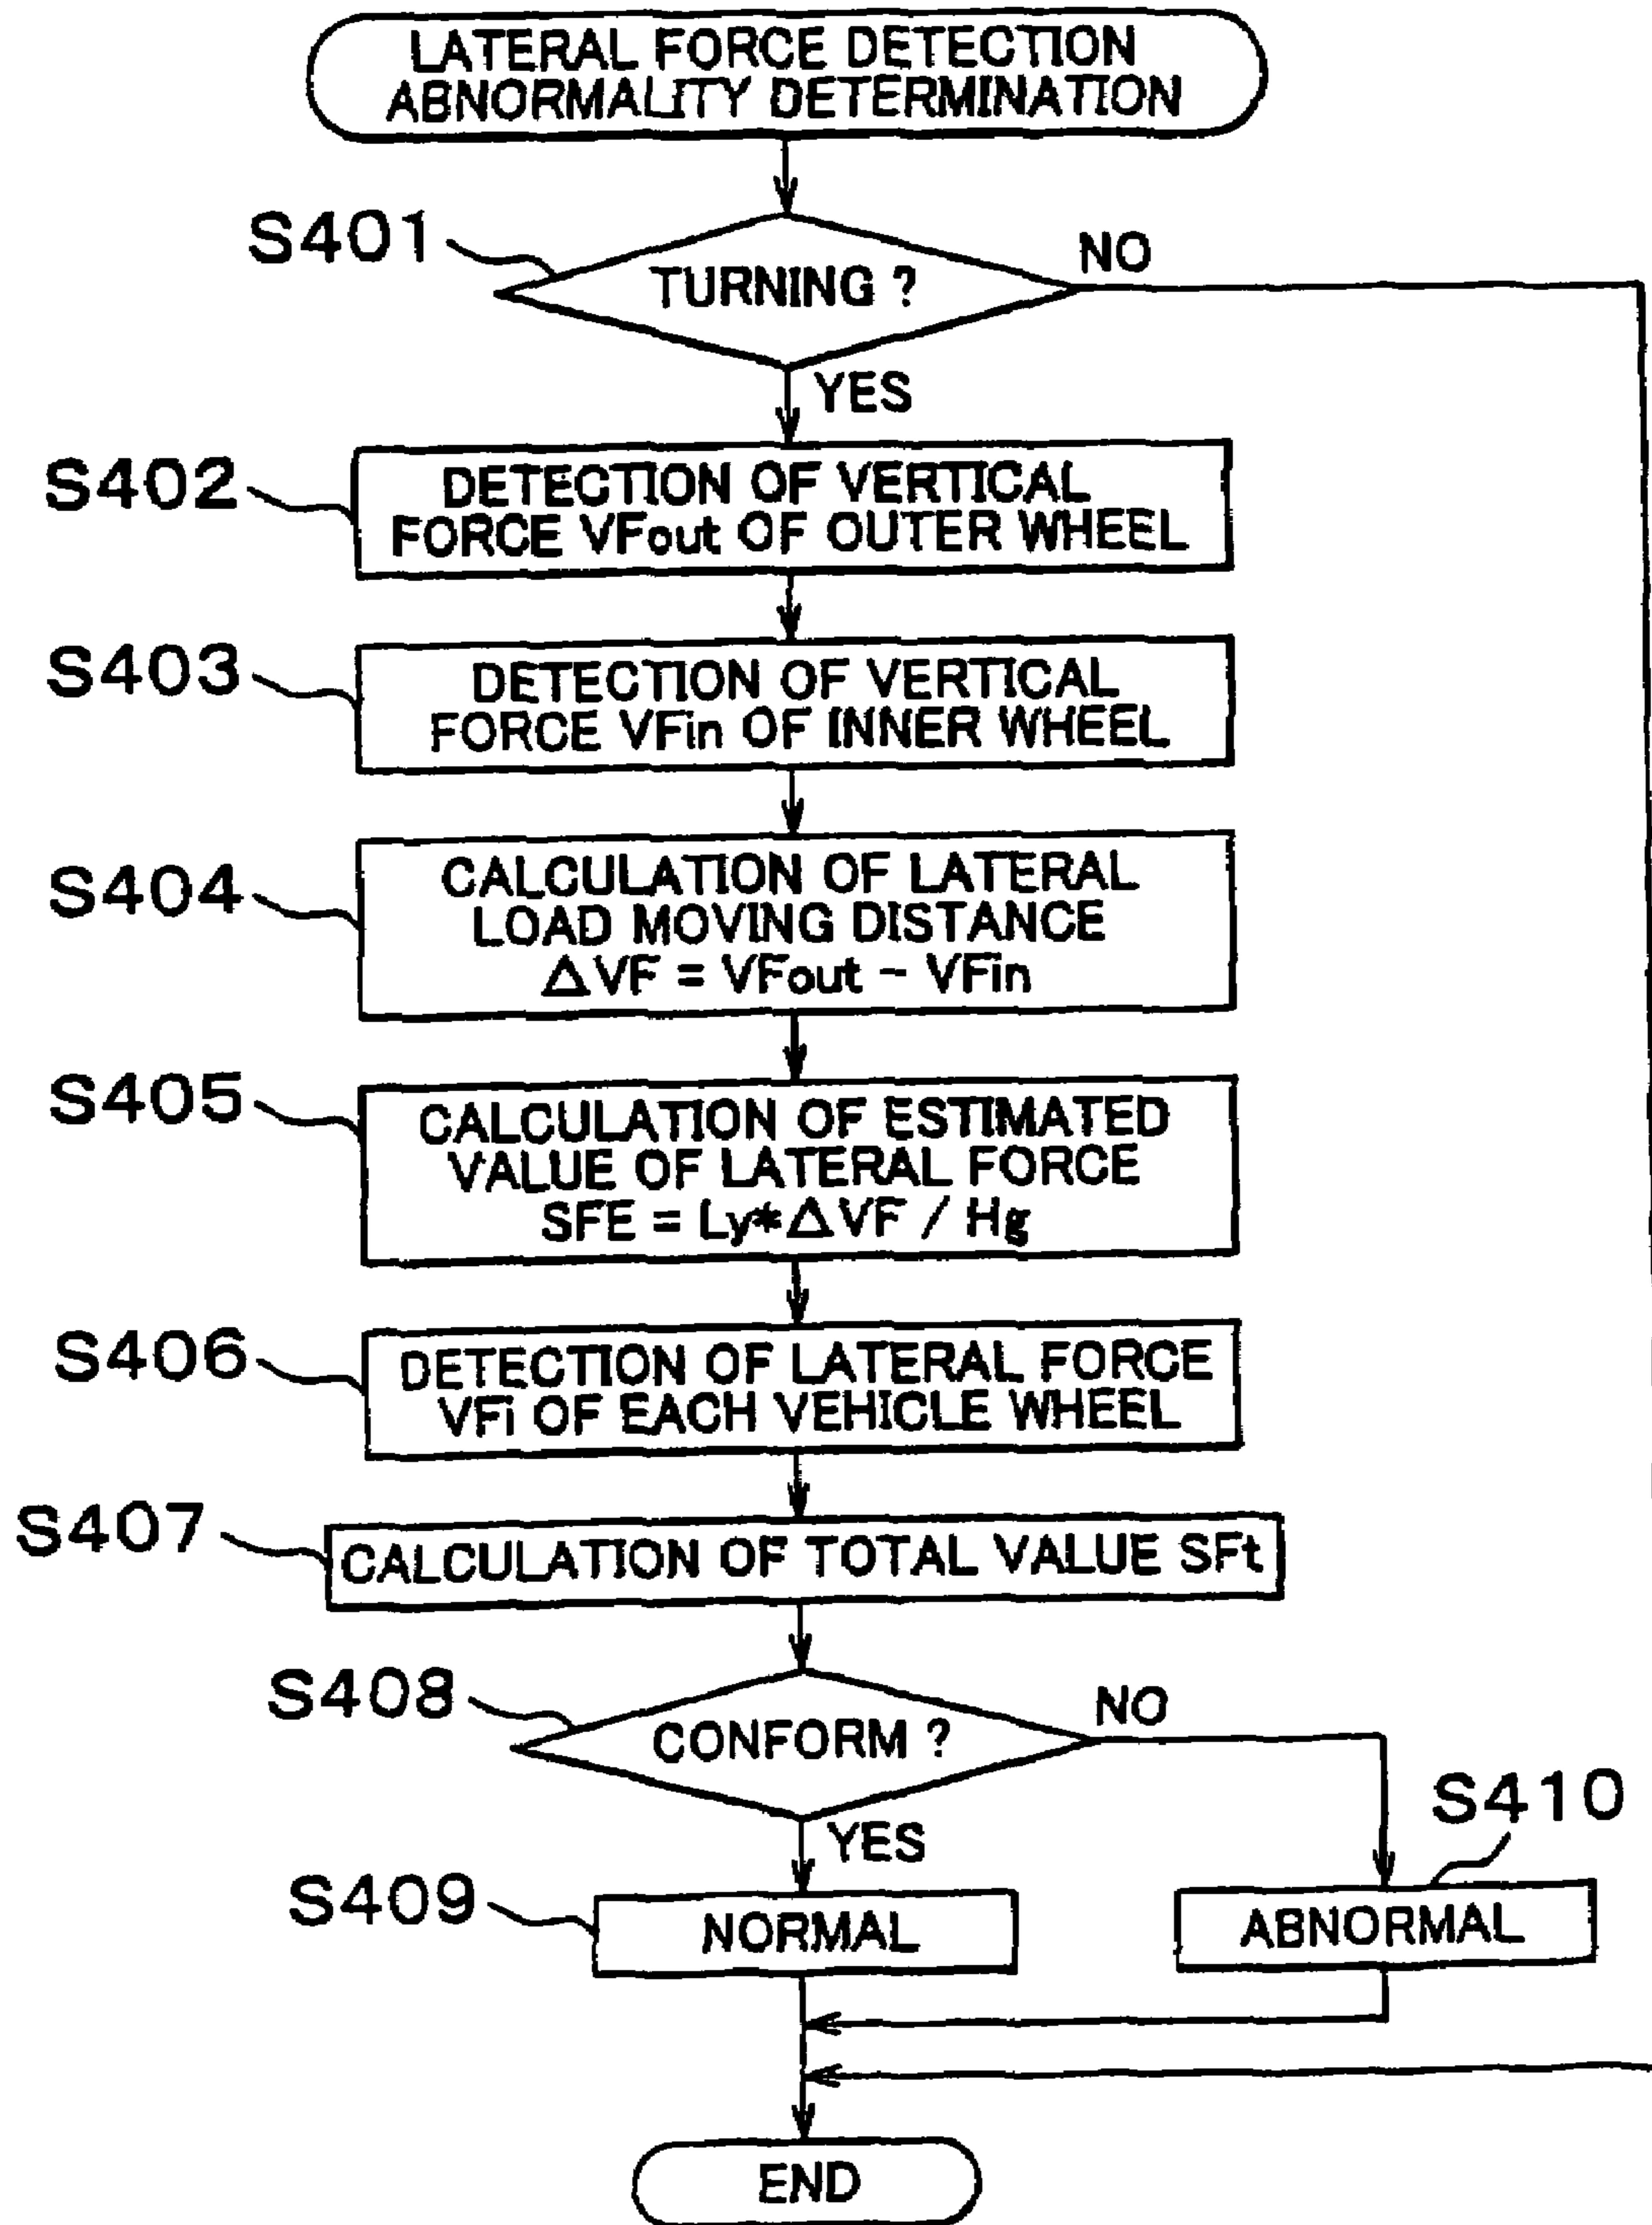 LATERAL FORCE DETECTION
ABNORMALITY DETERMINATION
S401
TURNING ?
NO
YES
S402
DETECTION OF VERTICAL
FORCE VFout OF OUTER WHEEL
S403
DETECTION OF VERTICAL
FORCE VFin OF INNER WHEEL
S404
CALCULATION OF LATERAL
LOAD MOVING DISTANCE
△VF = VFout - VFin
S405
CALCULATION OF ESTIMATED
VALUE OF LATERAL FORCE
SFE = Ly*△VF / Hg
S406
DETECTION OF LATERAL FORCE
VFi OF EACH VEHICLE WHEEL
S407
CALCULATION OF TOTAL VALUE SFt
S408
CONFORM ?
NO
YES
S409
NORMAL
S410
ABNORMAL
END